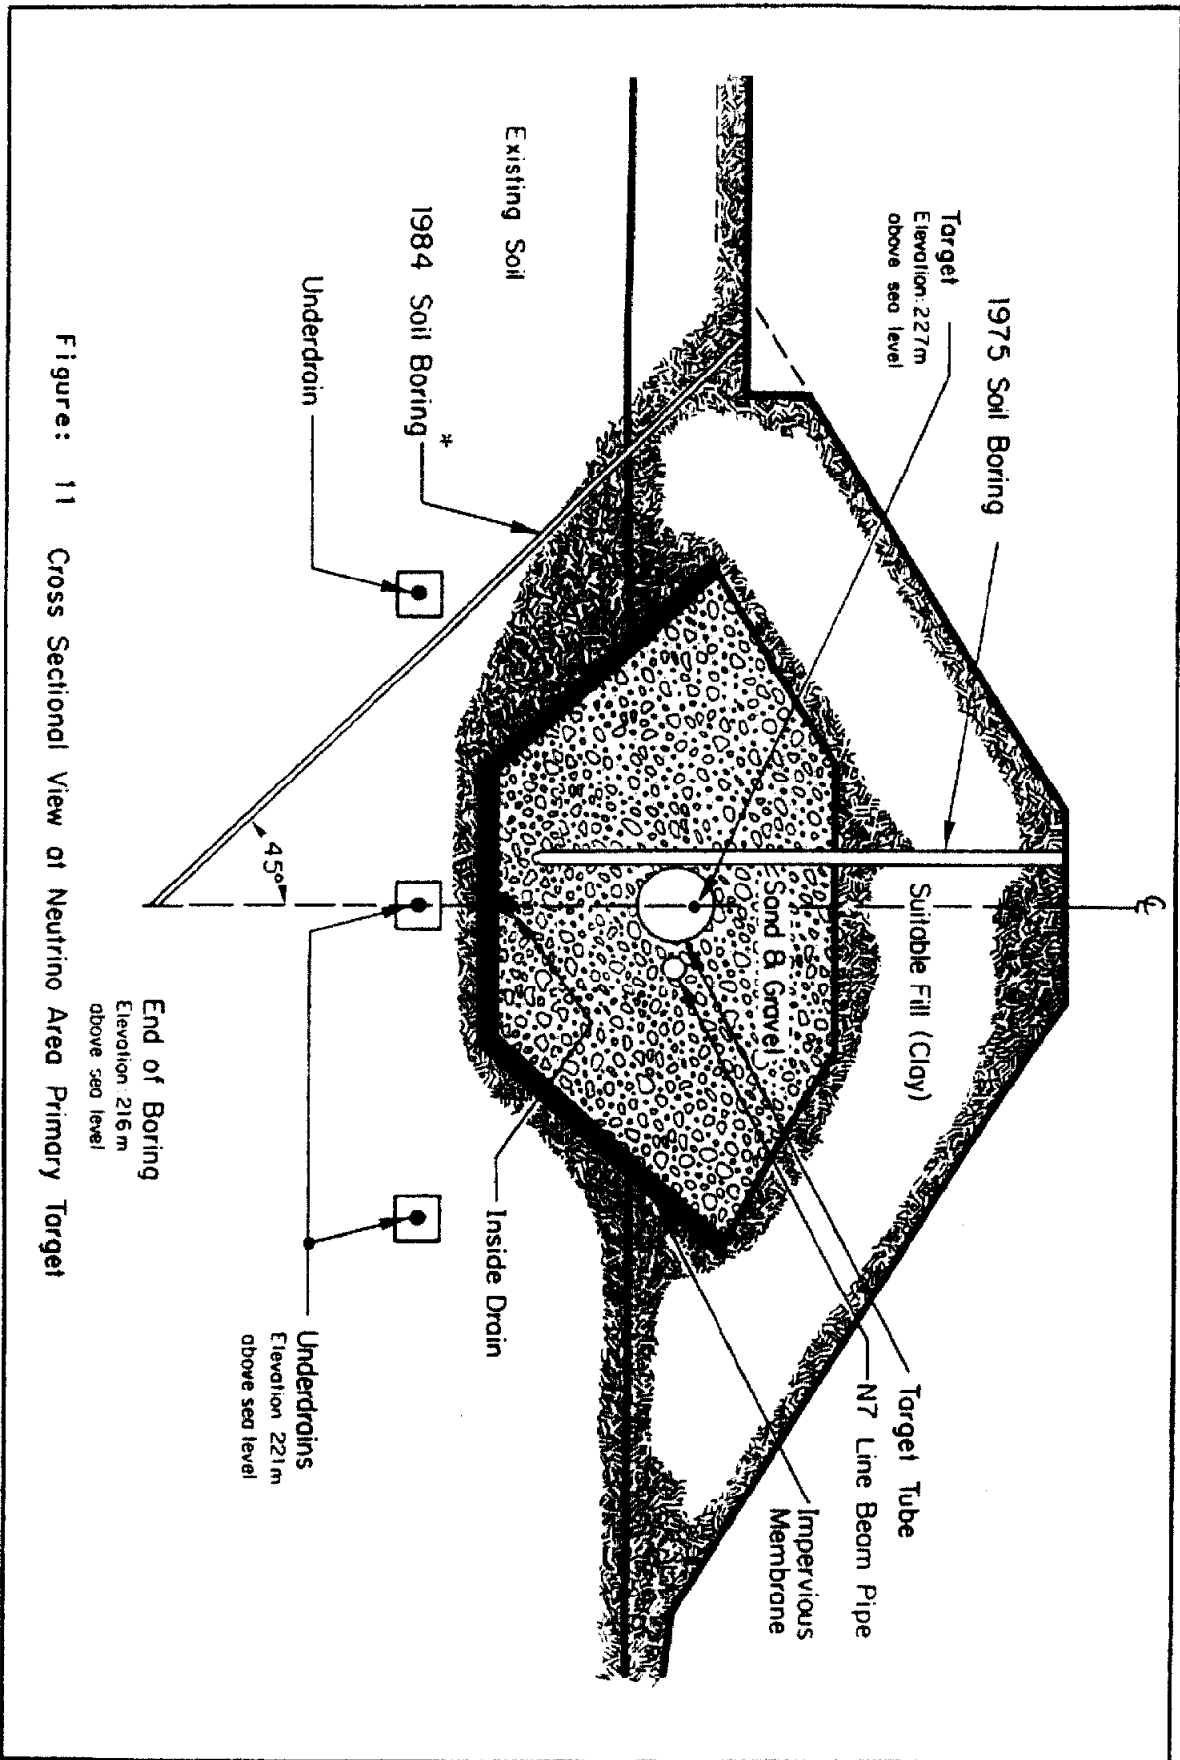 ℄
1975 Soil Boring
Target
Elevation: 227m
above sea level
Suitable Fill (Clay)
Sand & Gravel
Target Tube
N7 Line Beam Pipe
Impervious
Membrane
Existing Soil
1984 Soil Boring*
Underdrain
45°
Inside Drain
Underdrains
Elevation 221m
above sea level
End of Boring
Elevation: 216m
above sea level
Figure: 11 Cross Sectional View at Neutrino Area Primary Target